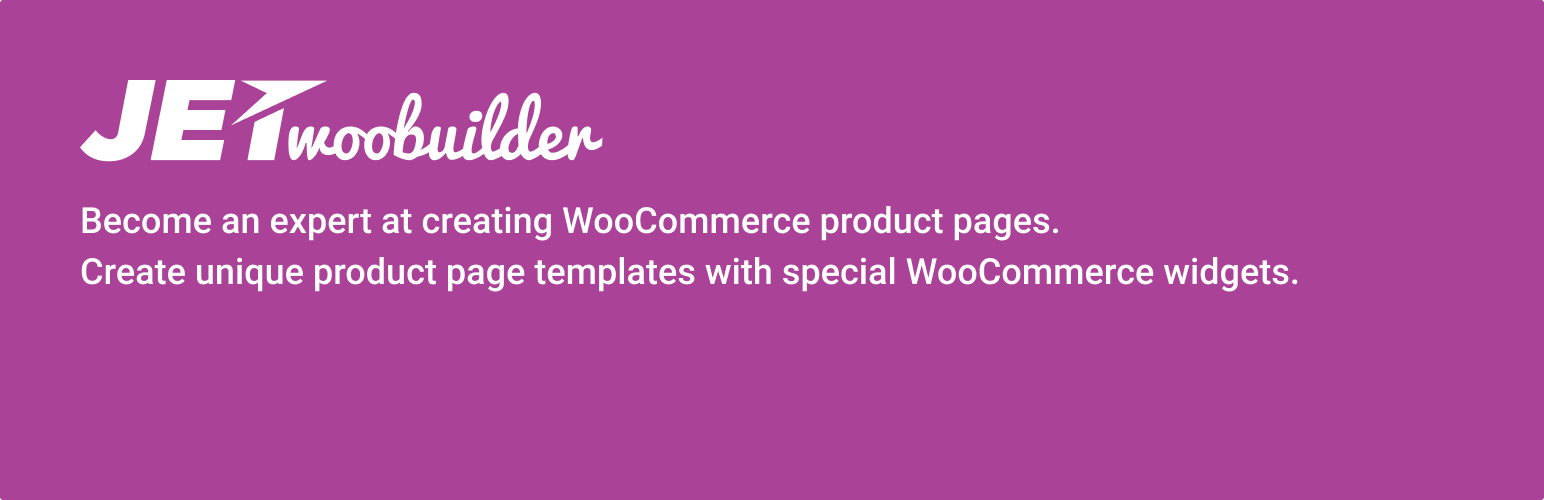 JETwoobuilder
Become an expert at creating WooCommerce product pages.
Create unique product page templates with special WooCommerce widgets.